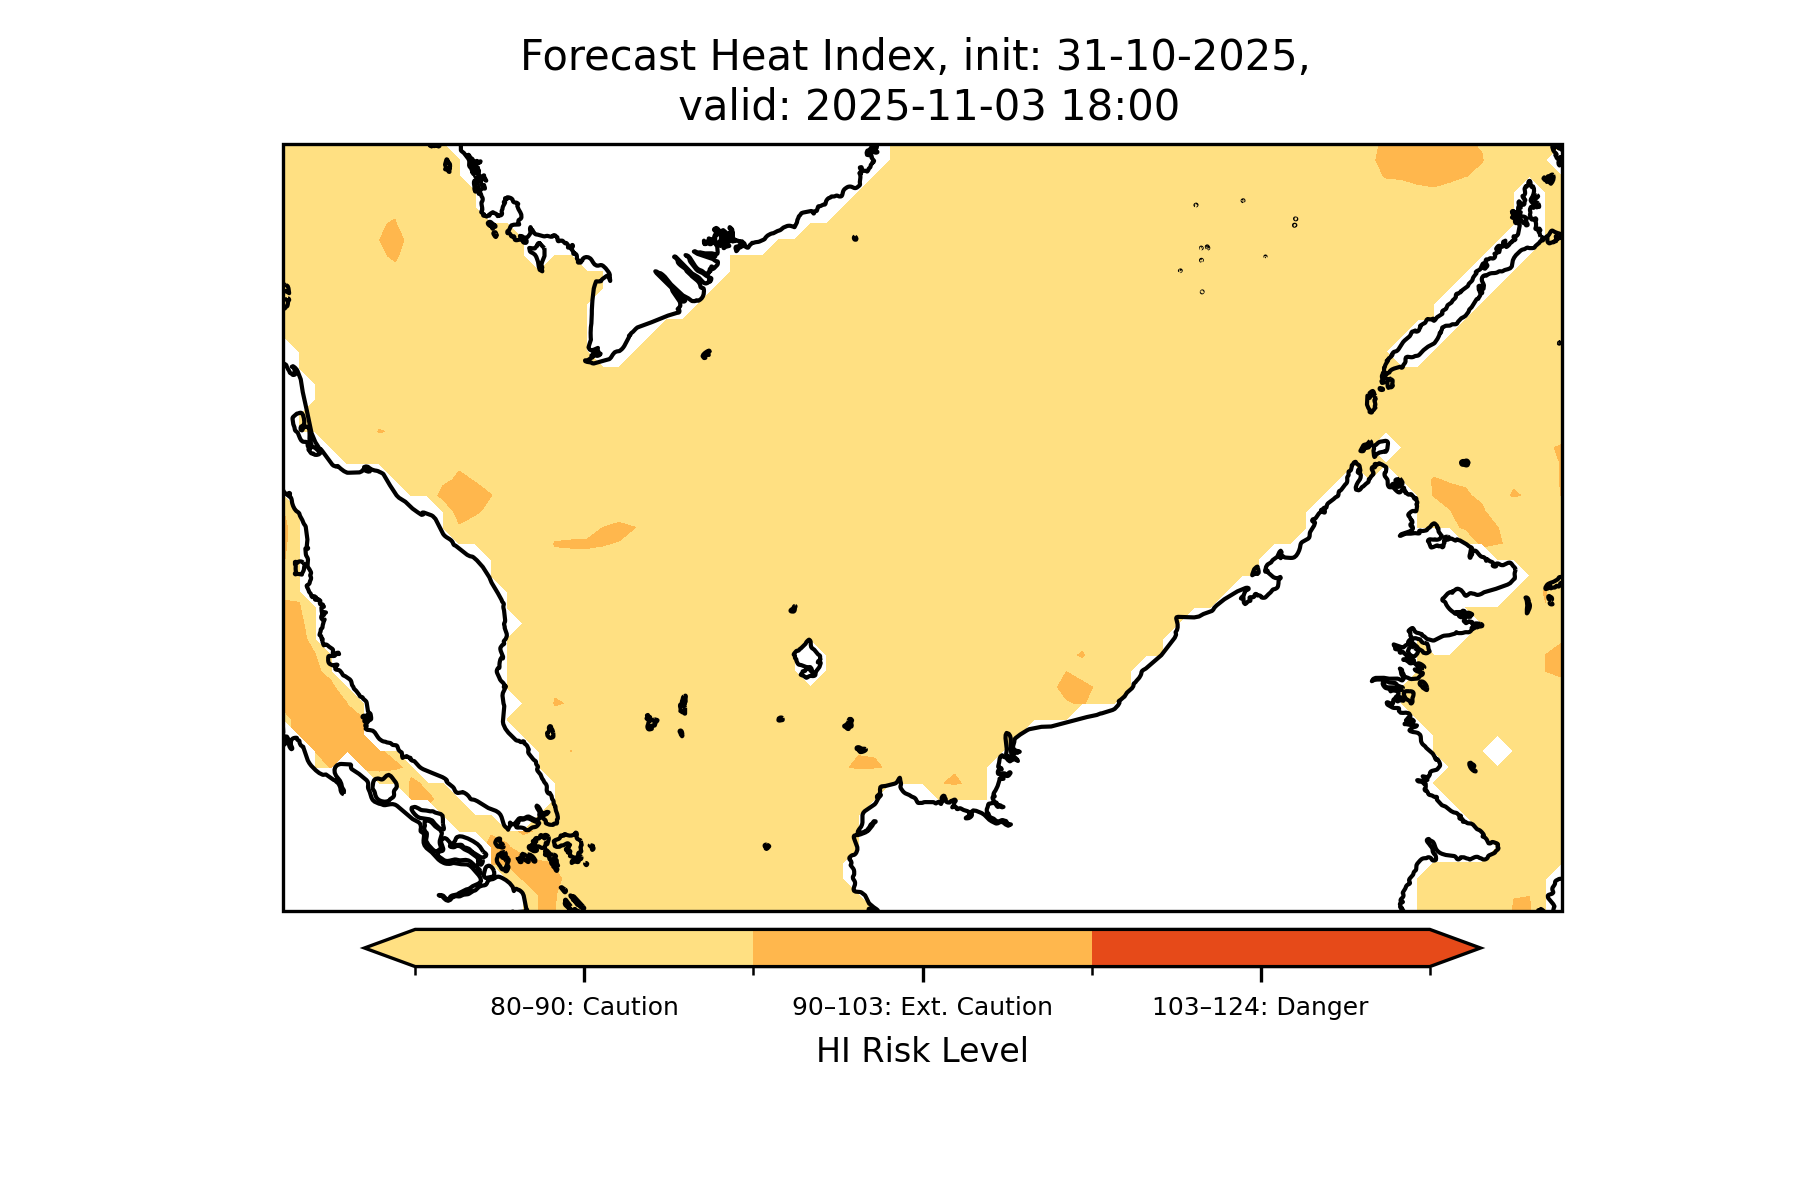 Forecast Heat Index, init: 31-10-2025,
valid: 2025-11-03 18:00
80–90: Caution
90–103: Ext. Caution
103–124: Danger
HI Risk Level